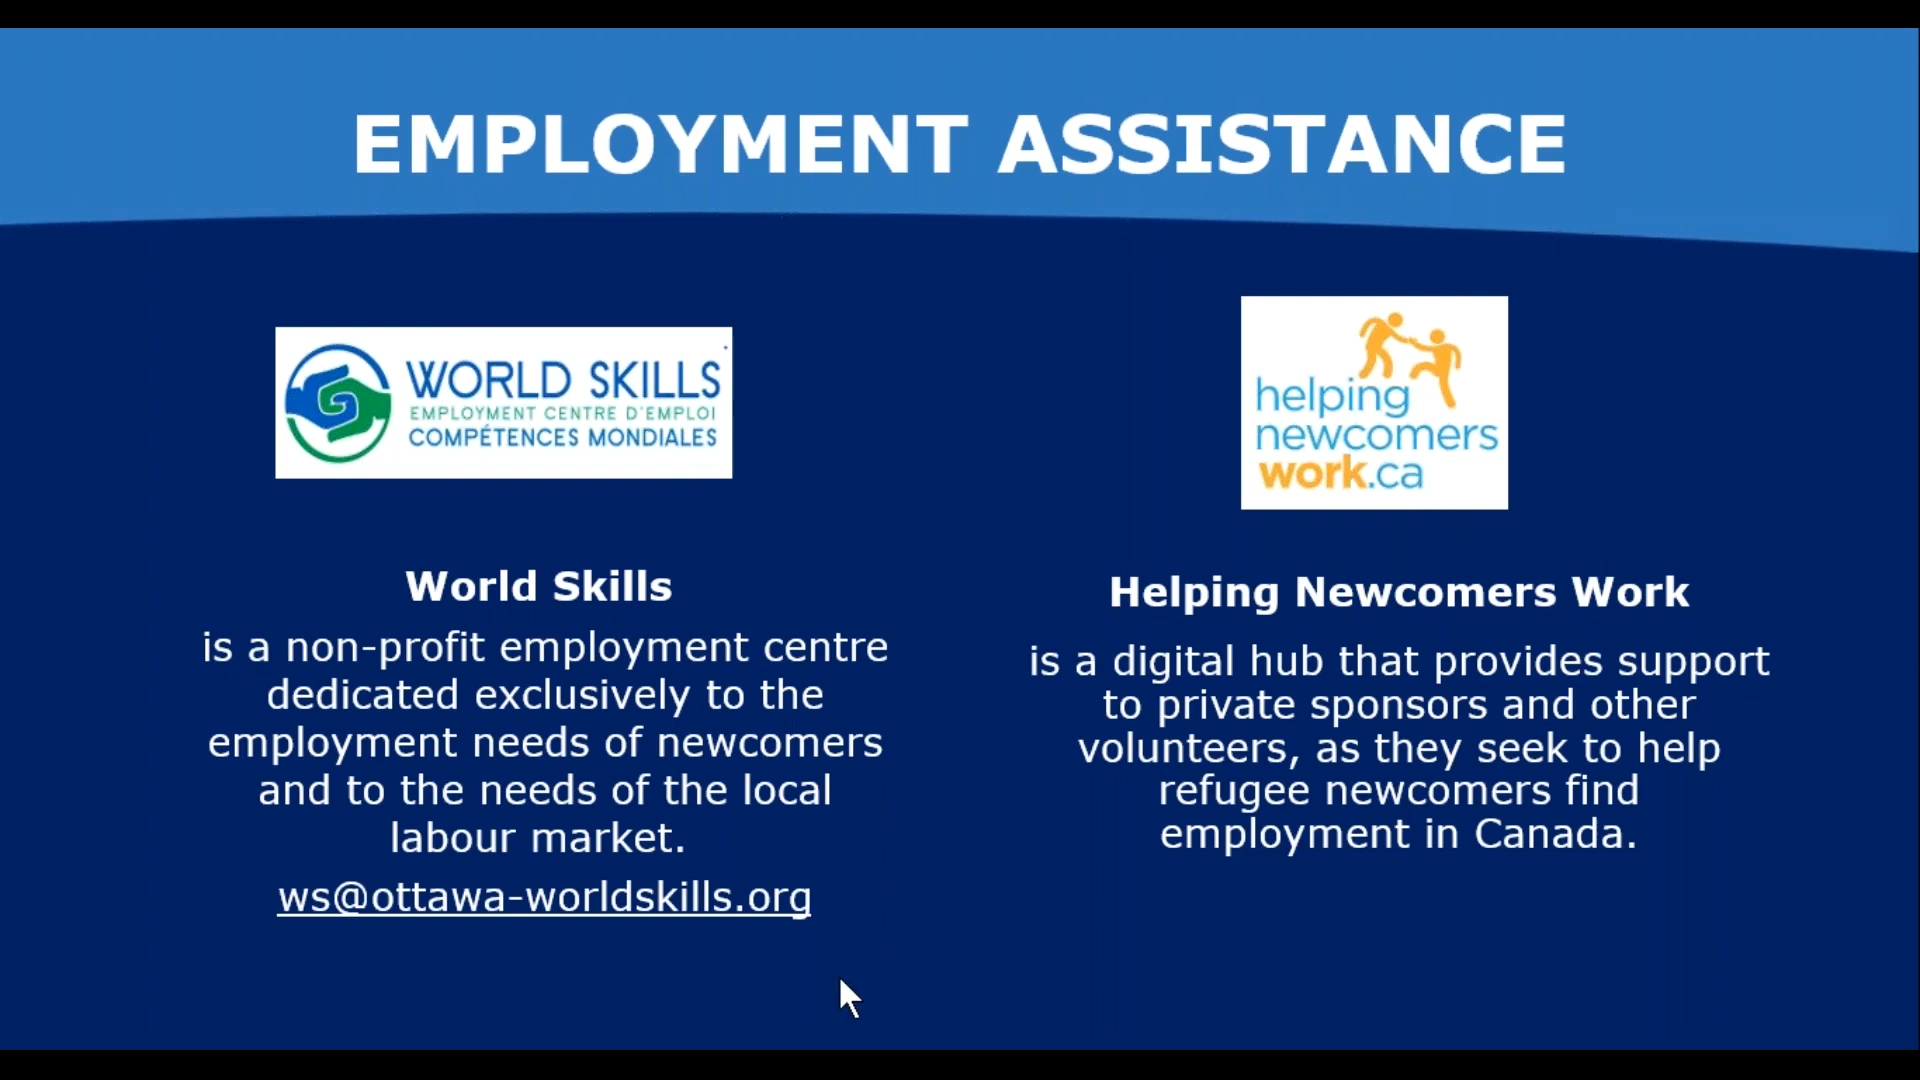 EMPLOYMENT ASSISTANCE
WORLD SKILLS
EMPLOYMENT CENTRE D'EMPLOI
COMPÉTENCES MONDIALES
World Skills
is a non-profit employment centre
dedicated exclusively to the
employment needs of newcomers
and to the needs of the local
labour market.
ws@ottawa-worldskills.org
helping
newcomers
work.ca
Helping Newcomers Work
is a digital hub that provides support
to private sponsors and other
volunteers, as they seek to help
refugee newcomers find
employment in Canada.